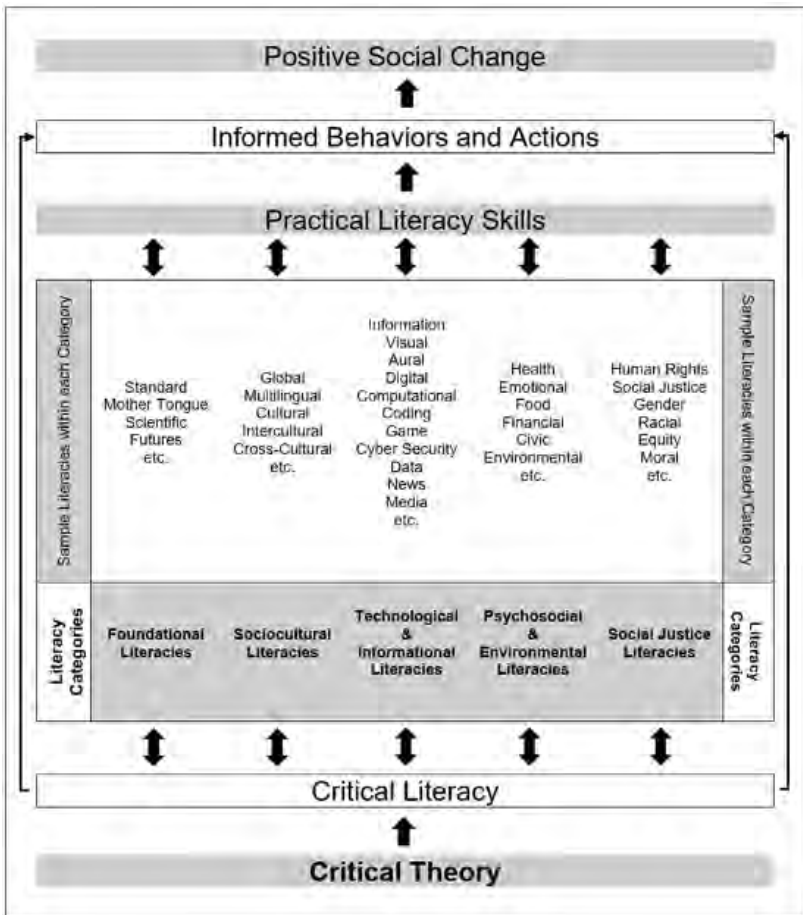 Positive Social Change
Informed Behaviors and Actions
Practical Literacy Skills
Sample Literacies within each Category
Standard
Mother Tongue
Scientific
Futures
etc.
Global
Multilingual
Cultural
Intercultural
Cross-Cultural
etc.
Information
Visual
Aural
Digital
Computational
Coding
Game
Cyber Security
Data
News
Media
etc.
Health
Emotional
Food
Financial
Civic
Environmental
etc.
Human Rights
Social Justice
Gender
Racial
Equity
Moral
etc.
Sample Literacies within each Category
Literacy
Categories
Foundational
Literacies
Sociocultural
Literacies
Technological
&
Informational
Literacies
Psychosocial
&
Environmental
Literacies
Social Justice
Literacies
Literacy
Categories
Critical Literacy
Critical Theory